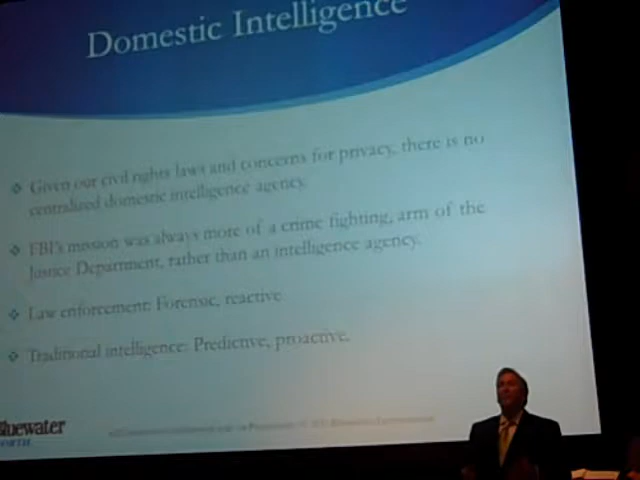 Domestic Intelligence
Given our civil rights laws and concerns for privacy, there is no
centralized domestic intelligence agency.
FBI's mission was always more of a crime fighting, arm of the
Justice Department, rather than an intelligence agency.
Law enforcement: Forensic, reactive
Traditional intelligence: Predictive, proactive.
Bluewater